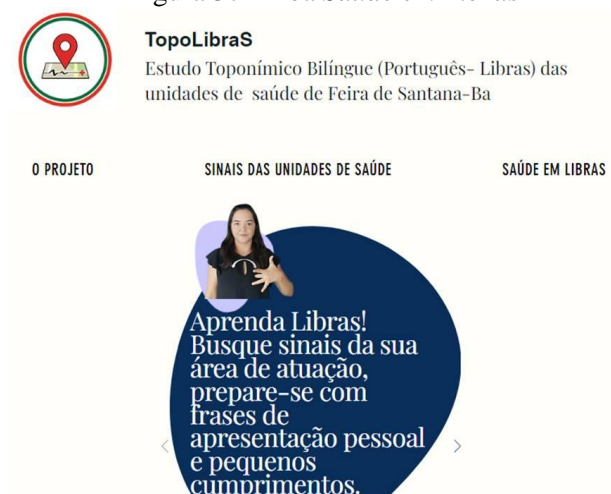 TopoLibraS
Estudo Toponímico Bilíngue (Português- Libras) das
unidades de saúde de Feira de Santana-Ba
O PROJETO
SINAIS DAS UNIDADES DE SAÚDE
SAÚDE EM LIBRAS
Aprenda Libras!
Busque sinais da sua
área de atuação,
prepare-se com
frases de
apresentação pessoal
e pequenos
cumprimentos.